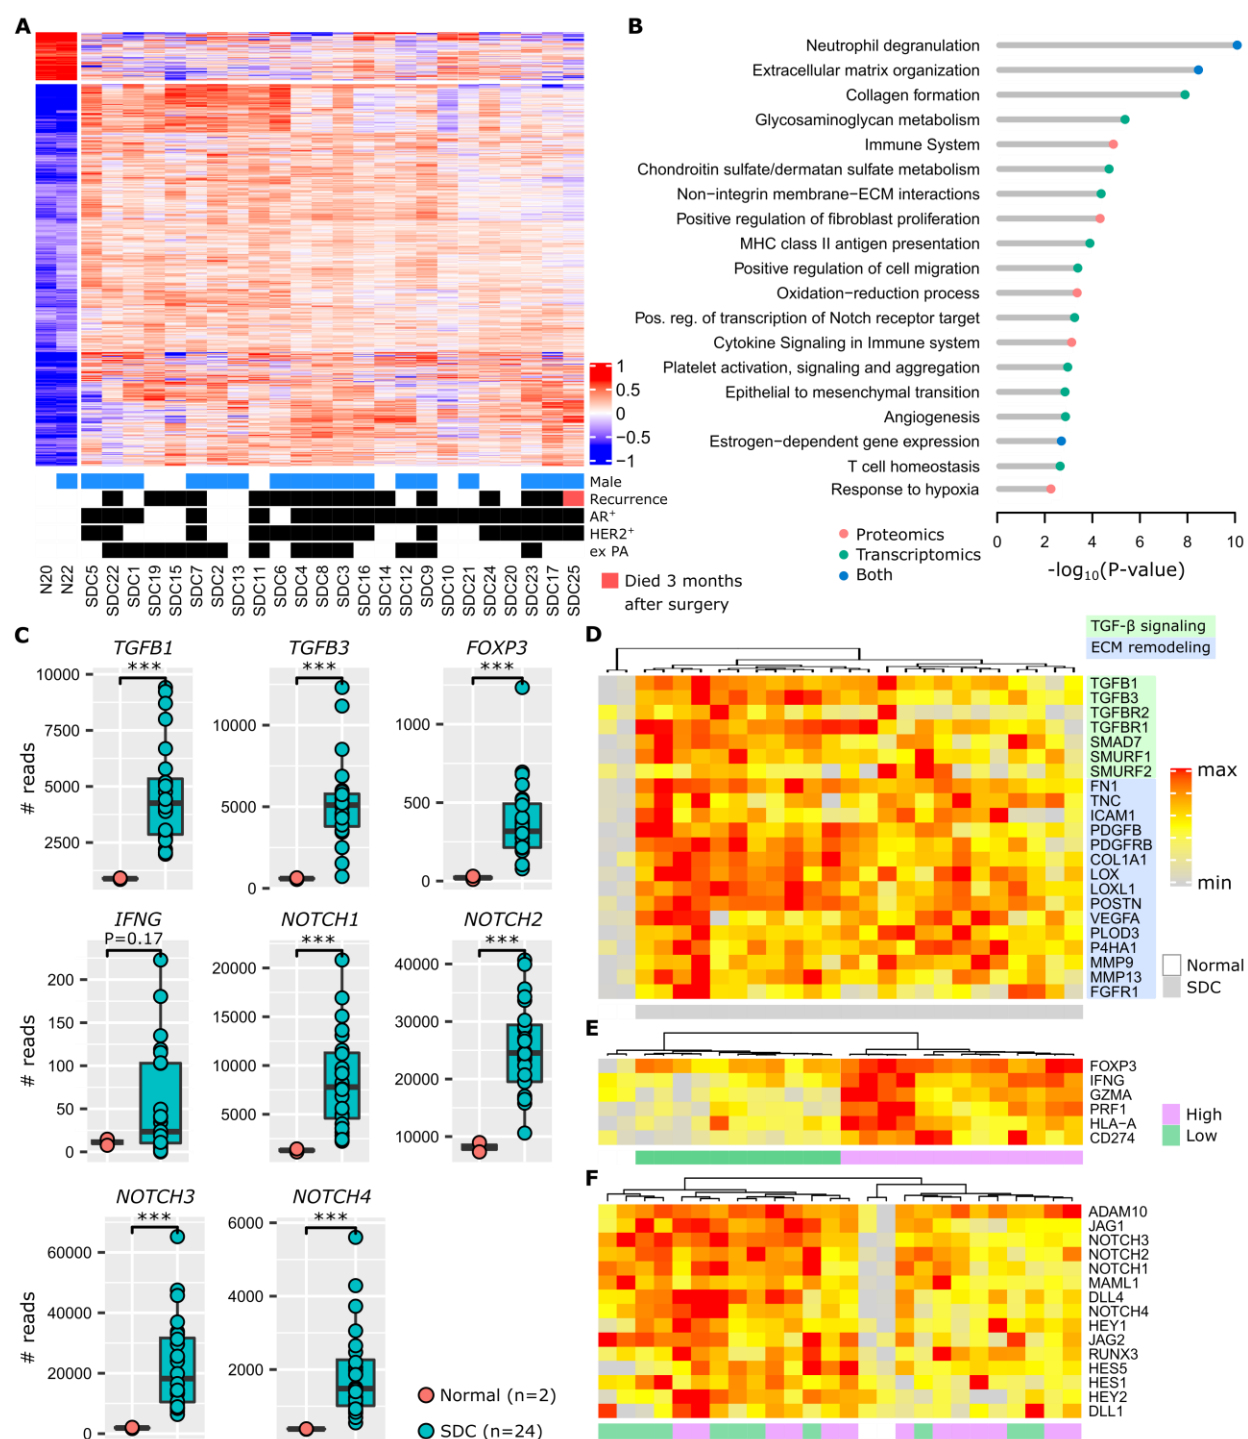 A
1
0.5
0
−0.5
−1
Male
Recurrence
AR+
HER2+
ex PA
N20
N22
SDC5
SDC22
SDC1
SDC19
SDC15
SDC7
SDC2
SDC13
SDC11
SDC6
SDC4
SDC8
SDC3
SDC16
SDC14
SDC12
SDC9
SDC10
SDC21
SDC24
SDC20
SDC23
SDC17
SDC25
Died 3 months
after surgery
B
Neutrophil degranulation
Extracellular matrix organization
Collagen formation
Glycosaminoglycan metabolism
Immune System
Chondroitin sulfate/dermatan sulfate metabolism
Non−integrin membrane−ECM interactions
Positive regulation of fibroblast proliferation
MHC class II antigen presentation
Positive regulation of cell migration
Oxidation−reduction process
Pos. reg. of transcription of Notch receptor target
Cytokine Signaling in Immune system
Platelet activation, signaling and aggregation
Epithelial to mesenchymal transition
Angiogenesis
Estrogen−dependent gene expression
T cell homeostasis
Response to hypoxia
0 2 4 6 8 10
-log₁₀(P-value)
Proteomics
Transcriptomics
Both
C
TGFB1
***
10000
7500
5000
2500
# reads
TGFB3
***
10000
5000
0
FOXP3
***
1000
500
0
IFNG
P=0.17
200
150
100
50
0
# reads
NOTCH1
***
20000
15000
10000
5000
NOTCH2
***
40000
30000
20000
10000
NOTCH3
***
60000
40000
20000
0
# reads
NOTCH4
***
6000
4000
2000
Normal (n=2)
SDC (n=24)
D
TGF-β signaling
ECM remodeling
TGFB1
TGFB3
TGFBR2
TGFBR1
SMAD7
SMURF1
SMURF2
FN1
TNC
ICAM1
PDGFB
PDGFRB
COL1A1
LOX
LOXL1
POSTN
VEGFA
PLOD3
P4HA1
MMP9
MMP13
FGFR1
max
min
Normal
SDC
E
FOXP3
IFNG
GZMA
PRF1
HLA−A
CD274
High
Low
F
ADAM10
JAG1
NOTCH3
NOTCH2
NOTCH1
MAML1
DLL4
NOTCH4
HEY1
JAG2
RUNX3
HES5
HES1
HEY2
DLL1